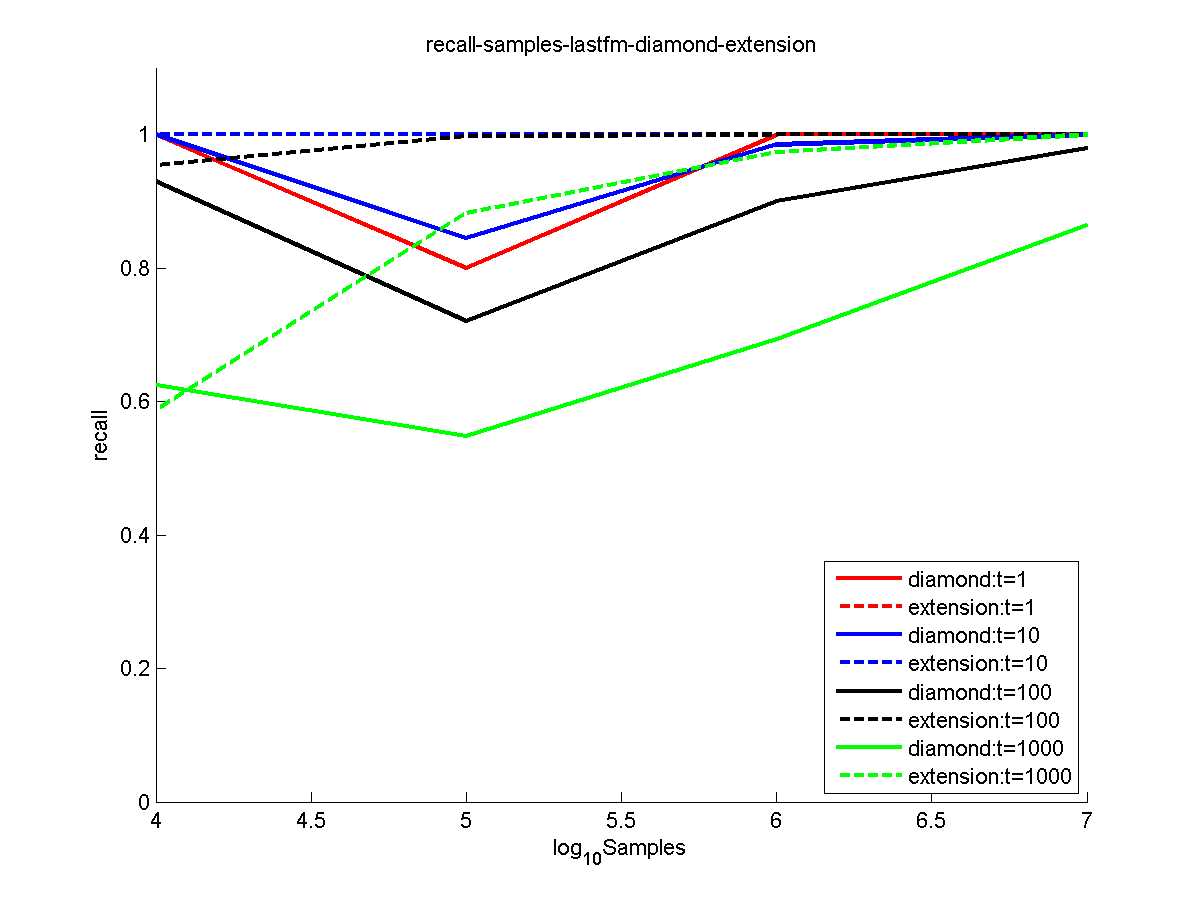 recall-samples-lastfm-diamond-extension
1
0.8
0.6
0.4
0.2
0
recall
4
4.5
5
5.5
6
6.5
7
log10Samples
diamond:t=1
extension:t=1
diamond:t=10
extension:t=10
diamond:t=100
extension:t=100
diamond:t=1000
extension:t=1000